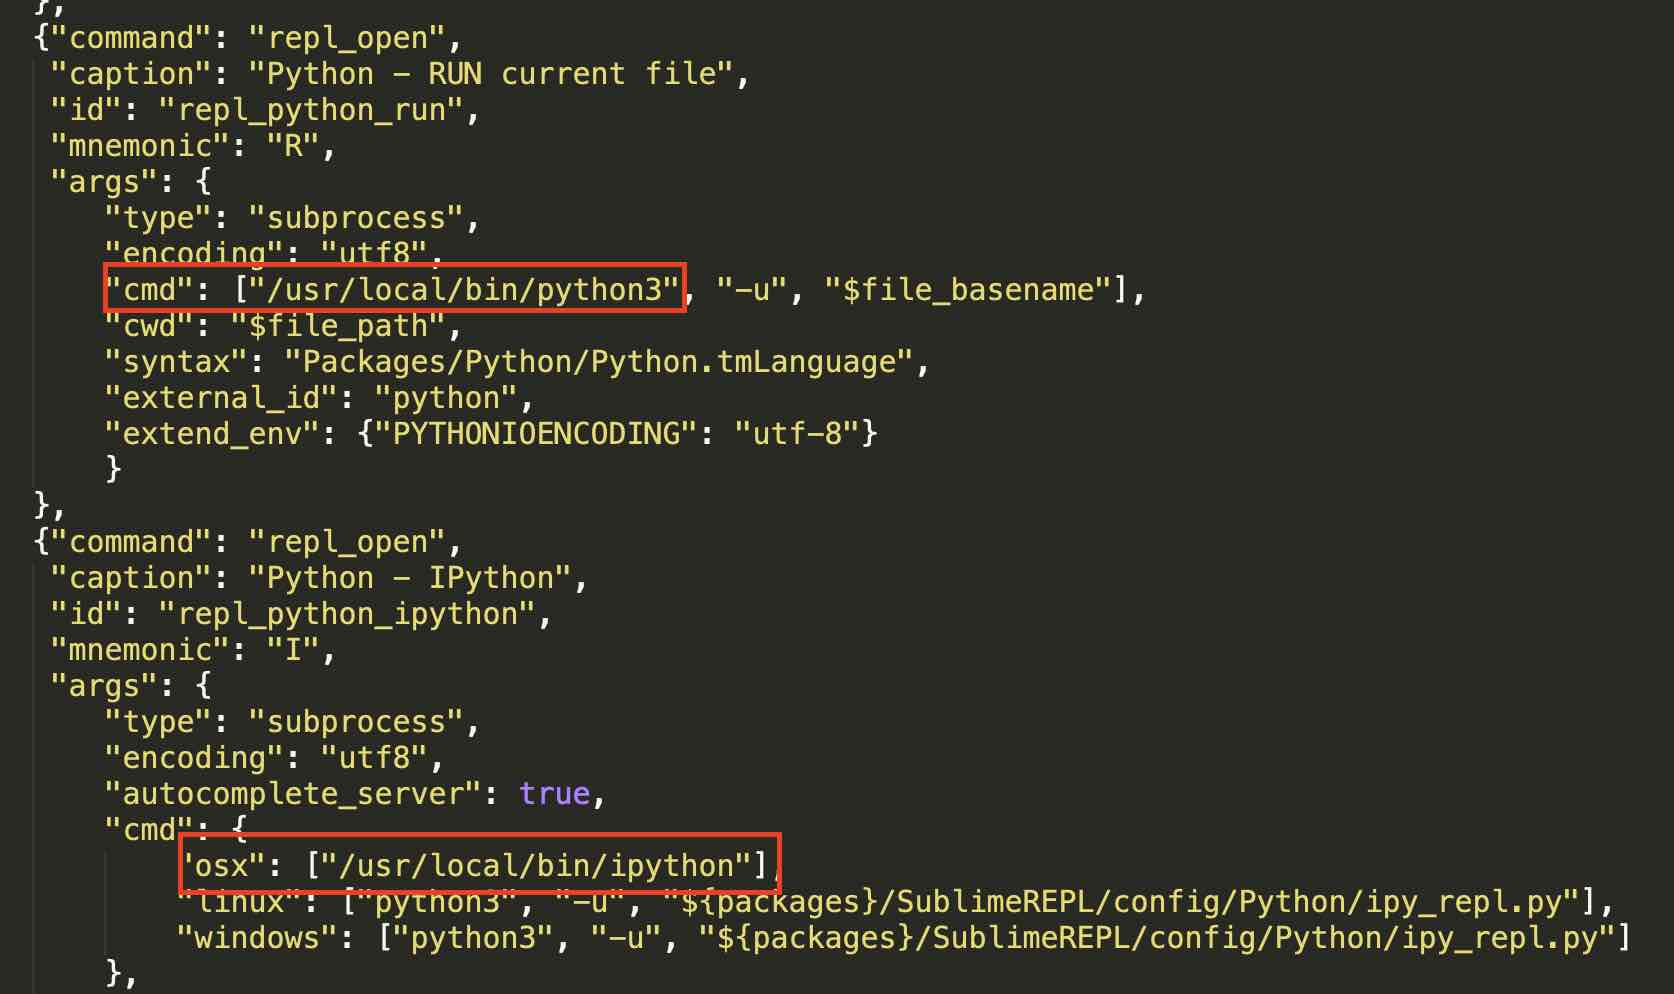 },
{"command": "repl_open",
"caption": "Python - RUN current file",
"id": "repl_python_run",
"mnemonic": "R",
"args": {
"type": "subprocess",
"encoding": "utf8",
"cmd": ["/usr/local/bin/python3", "-u", "$file_basename"],
"cwd": "$file_path",
"syntax": "Packages/Python/Python.tmLanguage",
"external_id": "python",
"extend_env": {"PYTHONIOENCODING": "utf-8"}
}
},
{"command": "repl_open",
"caption": "Python - IPython",
"id": "repl_python_ipython",
"mnemonic": "I",
"args": {
"type": "subprocess",
"encoding": "utf8",
"autocomplete_server": true,
"cmd": {
"osx": ["/usr/local/bin/ipython"],
"linux": ["python3", "-u", "${packages}/SublimeREPL/config/Python/ipy_repl.py"],
"windows": ["python3", "-u", "${packages}/SublimeREPL/config/Python/ipy_repl.py"]
},